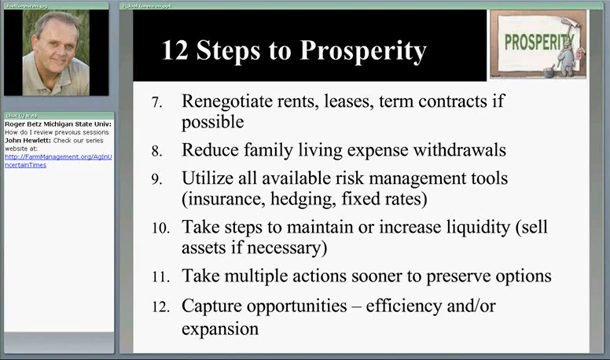 12 Steps to Prosperity
PROSPERITY
Roger Betz Michigan State Univ:
How do I review prevoius sessions
John Hewlett: Check our series
website at:
http://FarmManagement.org/AgInU
ncertainTimes
7. Renegotiate rents, leases, term contracts if
possible
8. Reduce family living expense withdrawals
9. Utilize all available risk management tools
(insurance, hedging, fixed rates)
10. Take steps to maintain or increase liquidity (sell
assets if necessary)
11. Take multiple actions sooner to preserve options
12. Capture opportunities – efficiency and/or
expansion